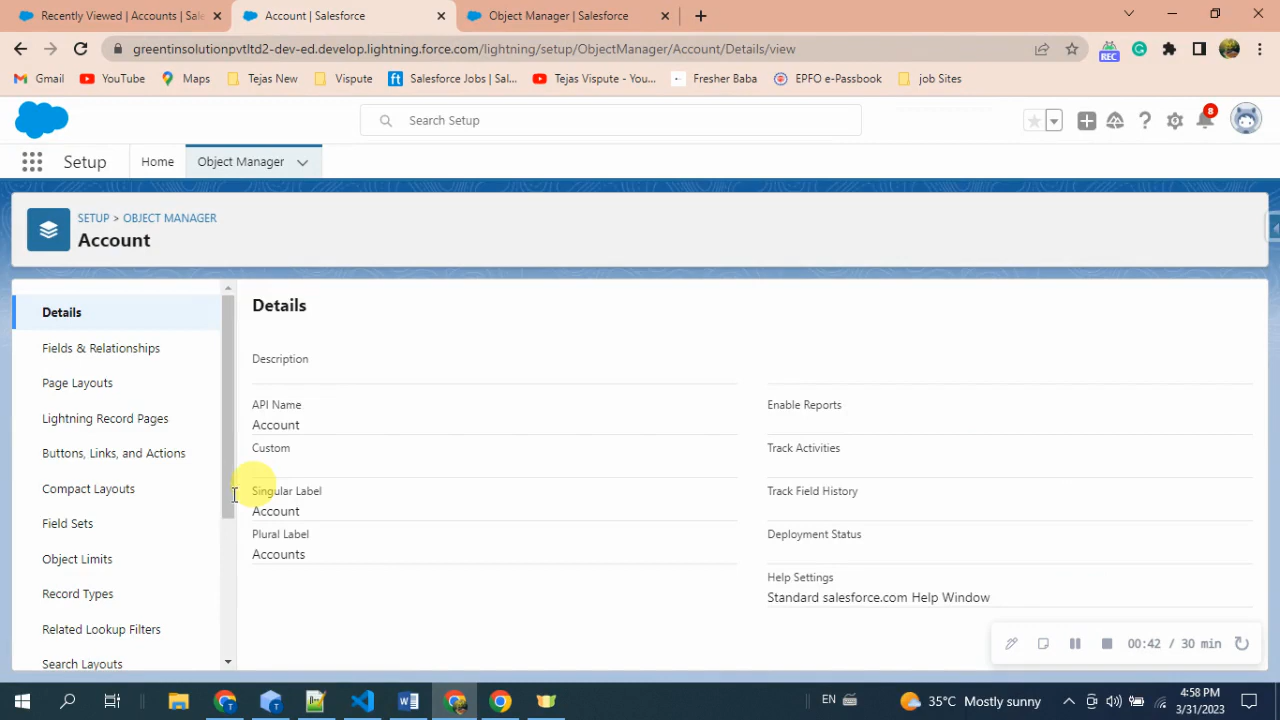 Recently Viewed | Accounts | Sale
Account | Salesforce
Object Manager | Salesforce
greentinsolutionpvtltd2-dev-ed.develop.lightning.force.com/lightning/setup/ObjectManager/Account/Details/view
REC
Gmail
YouTube
Maps
Tejas New
Vispute
Salesforce Jobs | Sal...
Tejas Vispute - You...
Fresher Baba
EPFO e-Passbook
job Sites
Search Setup
8
Setup
Home
Object Manager
SETUP > OBJECT MANAGER
Account
Details
Fields & Relationships
Page Layouts
Lightning Record Pages
Buttons, Links, and Actions
Compact Layouts
Field Sets
Object Limits
Record Types
Related Lookup Filters
Search Layouts
Details
Description
API Name
Account
Custom
Singular Label
Account
Plural Label
Accounts
Enable Reports
Track Activities
Track Field History
Deployment Status
Help Settings
Standard salesforce.com Help Window
00:42 / 30 min
EN
35°C Mostly sunny
4:58 PM
3/31/2023